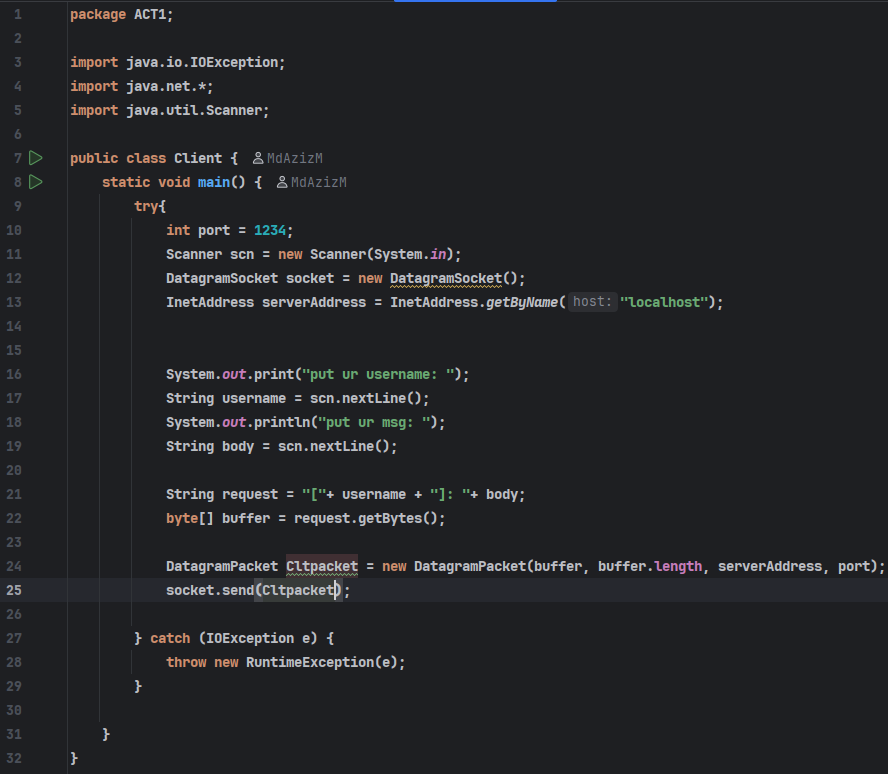 1 package ACT1;
2
3 import java.io.IOException;
4 import java.net.*;
5 import java.util.Scanner;
6
7 public class Client { MdAzizM
8 static void main() { MdAzizM
9 try{
10 int port = 1234;
11 Scanner scn = new Scanner(System.in);
12 DatagramSocket socket = new DatagramSocket();
13 InetAddress serverAddress = InetAddress.getByName( host: "localhost");
14
15
16 System.out.print("put ur username: ");
17 String username = scn.nextLine();
18 System.out.println("put ur msg: ");
19 String body = scn.nextLine();
20
21 String request = "["+ username + "]: "+ body;
22 byte[] buffer = request.getBytes();
23
24 DatagramPacket Cltpacket = new DatagramPacket(buffer, buffer.length, serverAddress, port);
25 socket.send(Cltpacket);
26
27 } catch (IOException e) {
28 throw new RuntimeException(e);
29 }
30
31 }
32 }